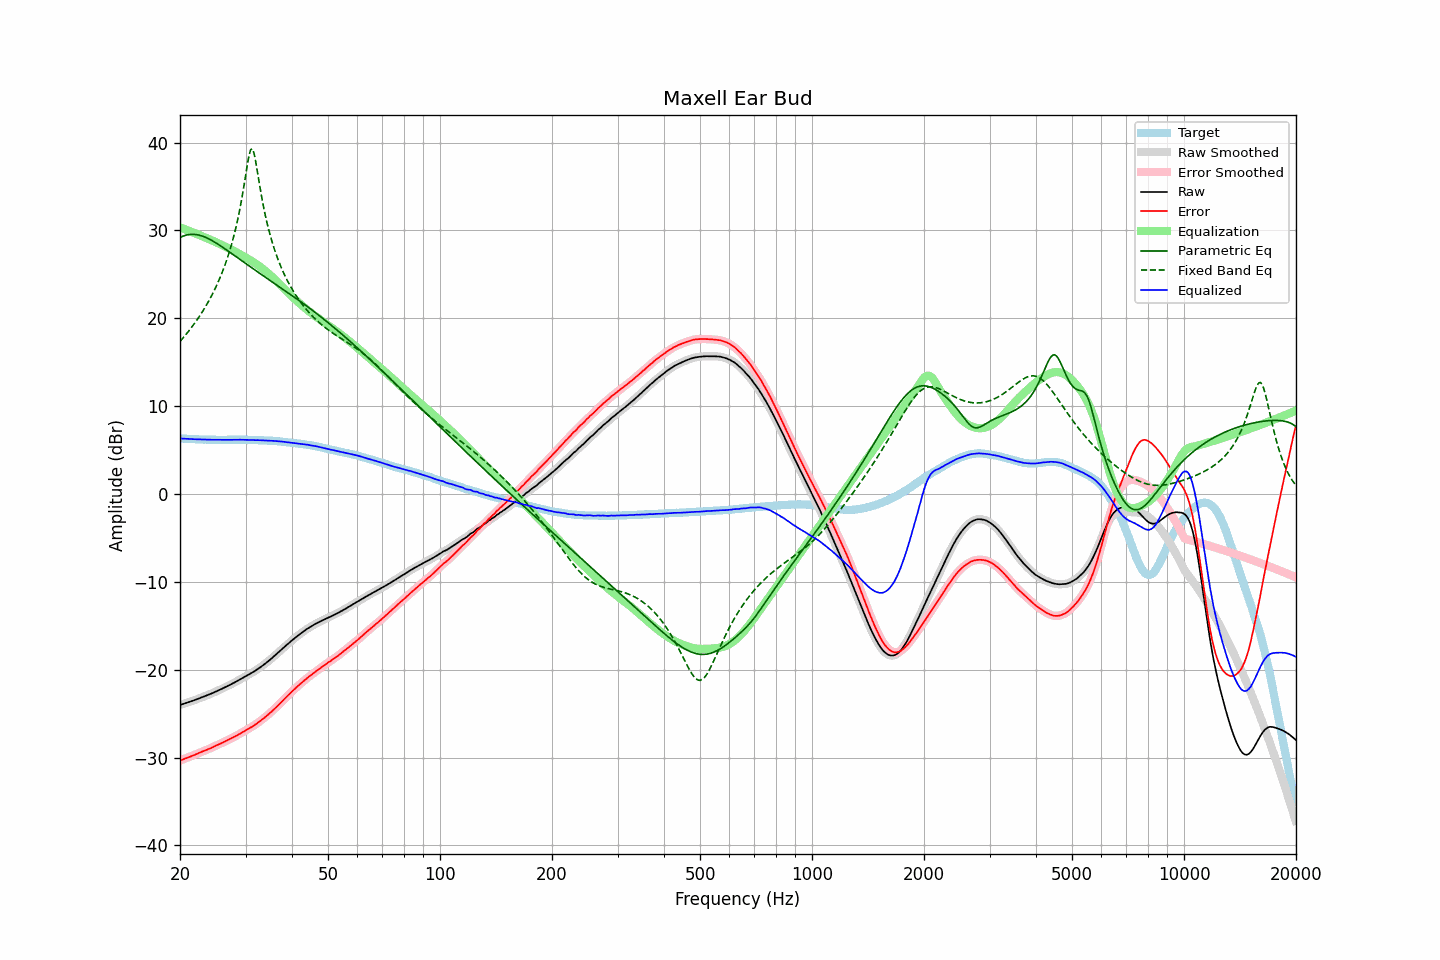 Maxell Ear Bud
Target
Raw Smoothed
Error Smoothed
Raw
Error
Equalization
Parametric Eq
Fixed Band Eq
Equalized
Amplitude (dBr)
40
30
20
10
0
−10
−20
−30
−40
20 50 100 200 500 1000 2000 5000 10000 20000
Frequency (Hz)